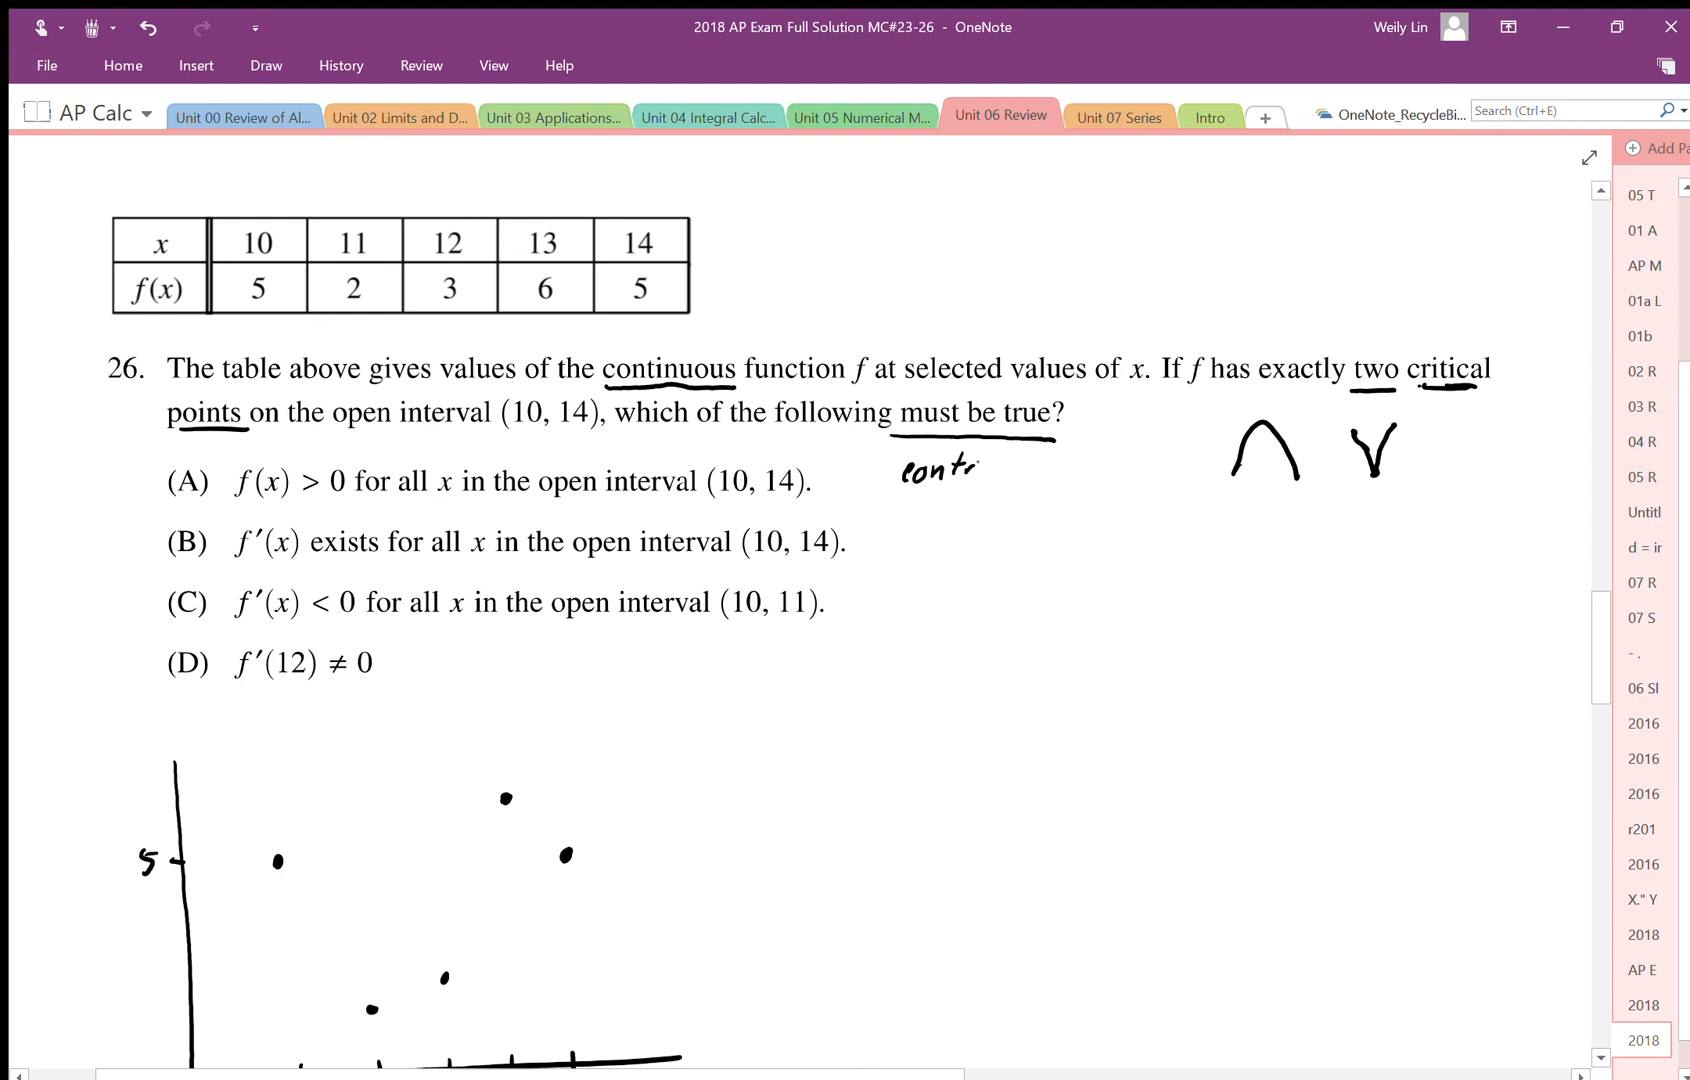 2018 AP Exam Full Solution MC#23-26 - OneNote
Weily Lin
File Home Insert Draw History Review View Help
AP Calc
Unit 00 Review of Al...
Unit 02 Limits and D...
Unit 03 Applications...
Unit 04 Integral Calc...
Unit 05 Numerical M...
Unit 06 Review
Unit 07 Series
Intro
OneNote_RecycleBi...
Search (Ctrl+E)
Add Pa
x 10 11 12 13 14
f(x) 5 2 3 6 5
26. The table above gives values of the continuous function f at selected values of x. If f has exactly two critical
points on the open interval (10, 14), which of the following must be true?
contr
(A) f(x) > 0 for all x in the open interval (10, 14).
(B) f′(x) exists for all x in the open interval (10, 14).
(C) f′(x) < 0 for all x in the open interval (10, 11).
(D) f′(12) ≠ 0
5
05 T
01 A
AP M
01a L
01b
02 R
03 R
04 R
05 R
Untitl
d = ir
07 R
07 S
- .
06 Sl
2016
2016
2016
r201
2016
X." Y
2018
AP E
2018
2018